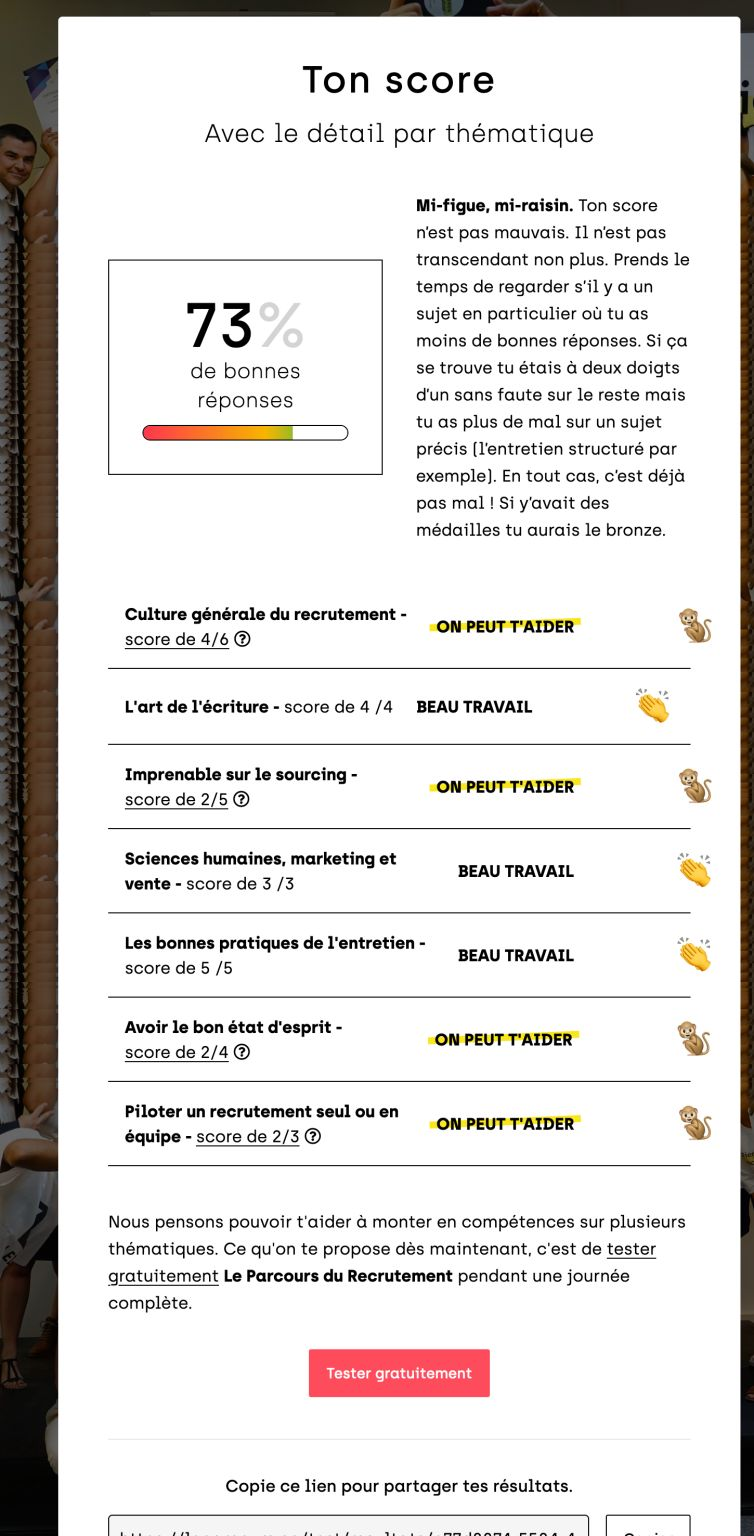 Ton score
Avec le détail par thématique
73%
de bonnes
réponses
Mi-figue, mi-raisin. Ton score
n'est pas mauvais. Il n'est pas
transcendant non plus. Prends le
temps de regarder s'il y a un
sujet en particulier où tu as
moins de bonnes réponses. Si ça
se trouve tu étais à deux doigts
d'un sans faute sur le reste mais
tu as plus de mal sur un sujet
précis (l'entretien structuré par
exemple). En tout cas, c'est déjà
pas mal ! Si y'avait des
médailles tu aurais le bronze.
Culture générale du recrutement -
score de 4/6
ON PEUT T'AIDER
L'art de l'écriture - score de 4 /4
BEAU TRAVAIL
Imprenable sur le sourcing -
score de 2/5
ON PEUT T'AIDER
Sciences humaines, marketing et
vente - score de 3 /3
BEAU TRAVAIL
Les bonnes pratiques de l'entretien -
score de 5 /5
BEAU TRAVAIL
Avoir le bon état d'esprit -
score de 2/4
ON PEUT T'AIDER
Piloter un recrutement seul ou en
équipe - score de 2/3
ON PEUT T'AIDER
Nous pensons pouvoir t'aider à monter en compétences sur plusieurs
thématiques. Ce qu'on te propose dès maintenant, c'est de tester
gratuitement Le Parcours du Recrutement pendant une journée
complète.
Tester gratuitement
Copie ce lien pour partager tes résultats.